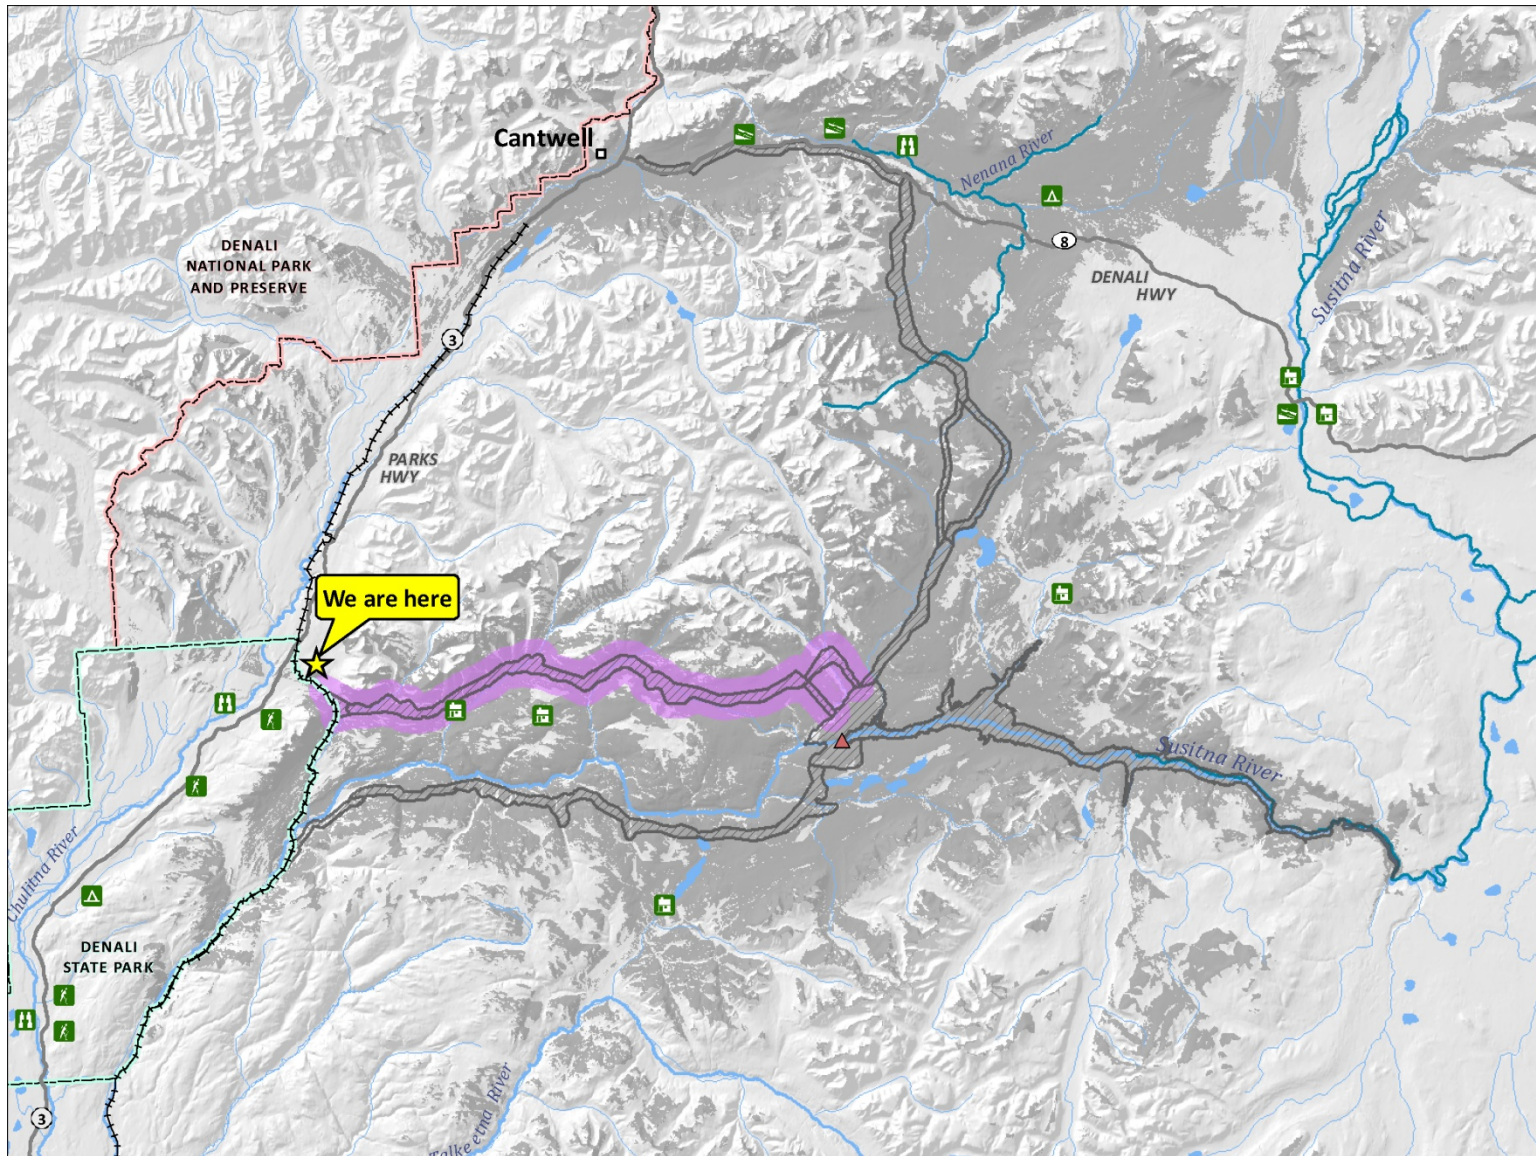 Cantwell
Nenana River
DENALI
NATIONAL PARK
AND PRESERVE
8
DENALI
HWY
Susitna River
3
PARKS
HWY
We are here
Susitna River
Chulitna River
DENALI
STATE PARK
Talkeetna River
3